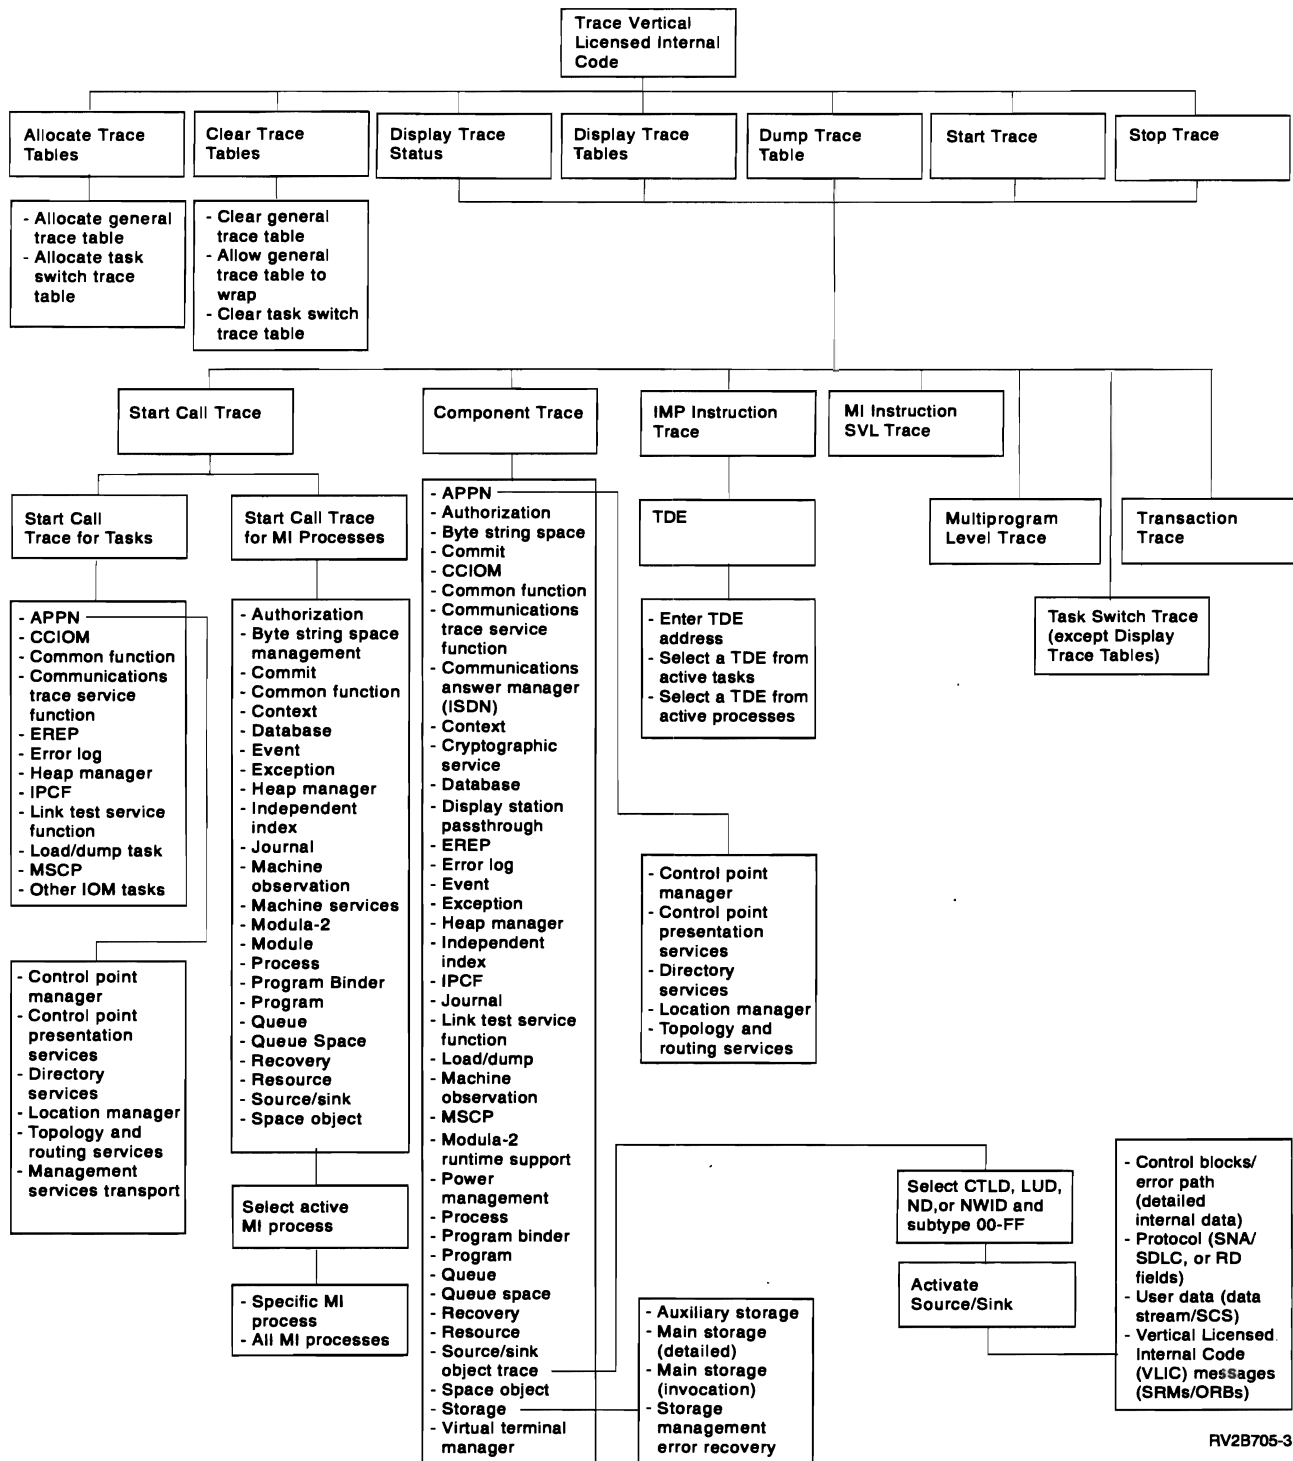 Trace Vertical
Licensed Internal
Code
Allocate Trace
Tables
Clear Trace
Tables
Display Trace
Status
Display Trace
Tables
Dump Trace
Table
Start Trace
Stop Trace
- Allocate general
trace table
- Allocate task
switch trace
table
- Clear general
trace table
- Allow general
trace table to
wrap
- Clear task switch
trace table
Start Call Trace
Component Trace
IMP Instruction
Trace
MI Instruction
SVL Trace
Start Call
Trace for Tasks
Start Call Trace
for MI Processes
TDE
Multiprogram
Level Trace
Transaction
Trace
Task Switch Trace
(except Display
Trace Tables)
- APPN
- CCIOM
- Common function
- Communications
trace service
function
- EREP
- Error log
- Heap manager
- IPCF
- Link test service
function
- Load/dump task
- MSCP
- Other IOM tasks
- Control point
manager
- Control point
presentation
services
- Directory
services
- Location manager
- Topology and
routing services
- Management
services transport
- Authorization
- Byte string space
management
- Commit
- Common function
- Context
- Database
- Event
- Exception
- Heap manager
- Independent
index
- Journal
- Machine
observation
- Machine services
- Modula-2
- Module
- Process
- Program Binder
- Program
- Queue
- Queue Space
- Recovery
- Resource
- Source/sink
- Space object
Select active
MI process
- Specific MI
process
- All MI processes
- APPN
- Authorization
- Byte string space
- Commit
- CCIOM
- Common function
- Communications
trace service
function
- Communications
answer manager
(ISDN)
- Context
- Cryptographic
service
- Database
- Display station
passthrough
- EREP
- Error log
- Event
- Exception
- Heap manager
- Independent
index
- IPCF
- Journal
- Link test service
function
- Load/dump
- Machine
observation
- MSCP
- Modula-2
runtime support
- Power
management
- Process
- Program binder
- Program
- Queue
- Queue space
- Recovery
- Resource
- Source/sink
object trace
- Space object
- Storage
- Virtual terminal
manager
- Enter TDE
address
- Select a TDE from
active tasks
- Select a TDE from
active processes
- Control point
manager
- Control point
presentation
services
- Directory
services
- Location manager
- Topology and
routing services
- Auxiliary storage
- Main storage
(detailed)
- Main storage
(invocation)
- Storage
management
error recovery
Select CTLD, LUD,
ND,or NWID and
subtype 00-FF
Activate
Source/Sink
- Control blocks/
error path
(detailed
internal data)
- Protocol (SNA/
SDLC, or RD
fields)
- User data (data
stream/SCS)
- Vertical Licensed
Internal Code
(VLIC) messages
(SRMs/ORBs)
RV2B705-3